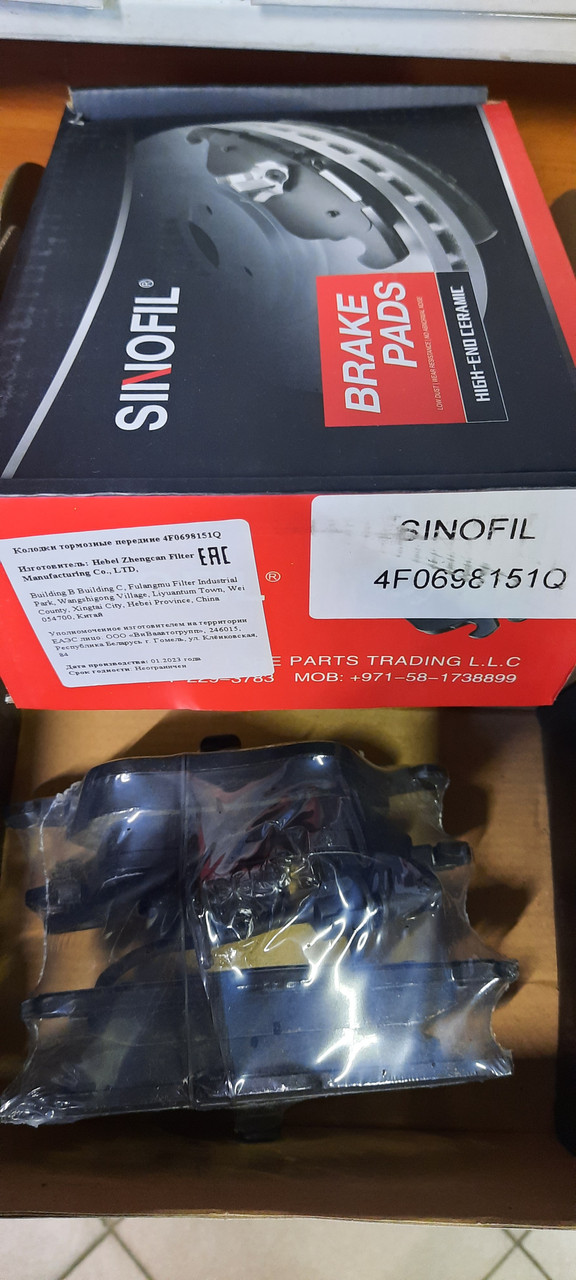 SINOFIL®
BRAKE
PADS
LOW DUST | WEAR RESISTANCE | NO ABNORMAL NOISE
HIGH-END CERAMIC
Колодки тормозные передние 4F0698151Q
Изготовитель: Hebei Zhengcan Filter
Manufacturing Co., LTD,
EAC
Building B Building C, Fulangmu Filter Industrial
Park, Wangshigong Village, Liyuantun Town, Wei
County, Xingtai City, Hebei Province, China
054700, Китай
Уполномоченное изготовителем на территории
ЕАЭС лицо: ООО «ВиВаавтогрупп», 246015,
Республика Беларусь г. Гомель, ул. Клёнковская,
84
Дата производства: 01.2023 года
Срок годности: Неограничен
®
SINOFIL
4F0698151Q
E PARTS TRADING L.L.C
229-3783 MOB: +971-58-1738899